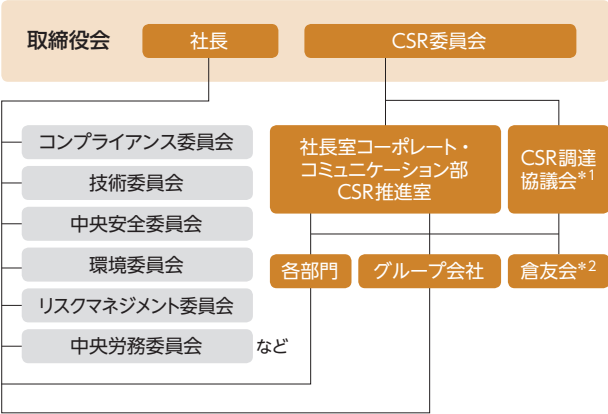 取締役会
社長
CSR委員会
コンプライアンス委員会
技術委員会
中央安全委員会
環境委員会
リスクマネジメント委員会
中央労務委員会
など
社長室コーポレート・
コミュニケーション部
CSR推進室
CSR調達
協議会*1
各部門
グループ会社
倉友会*2